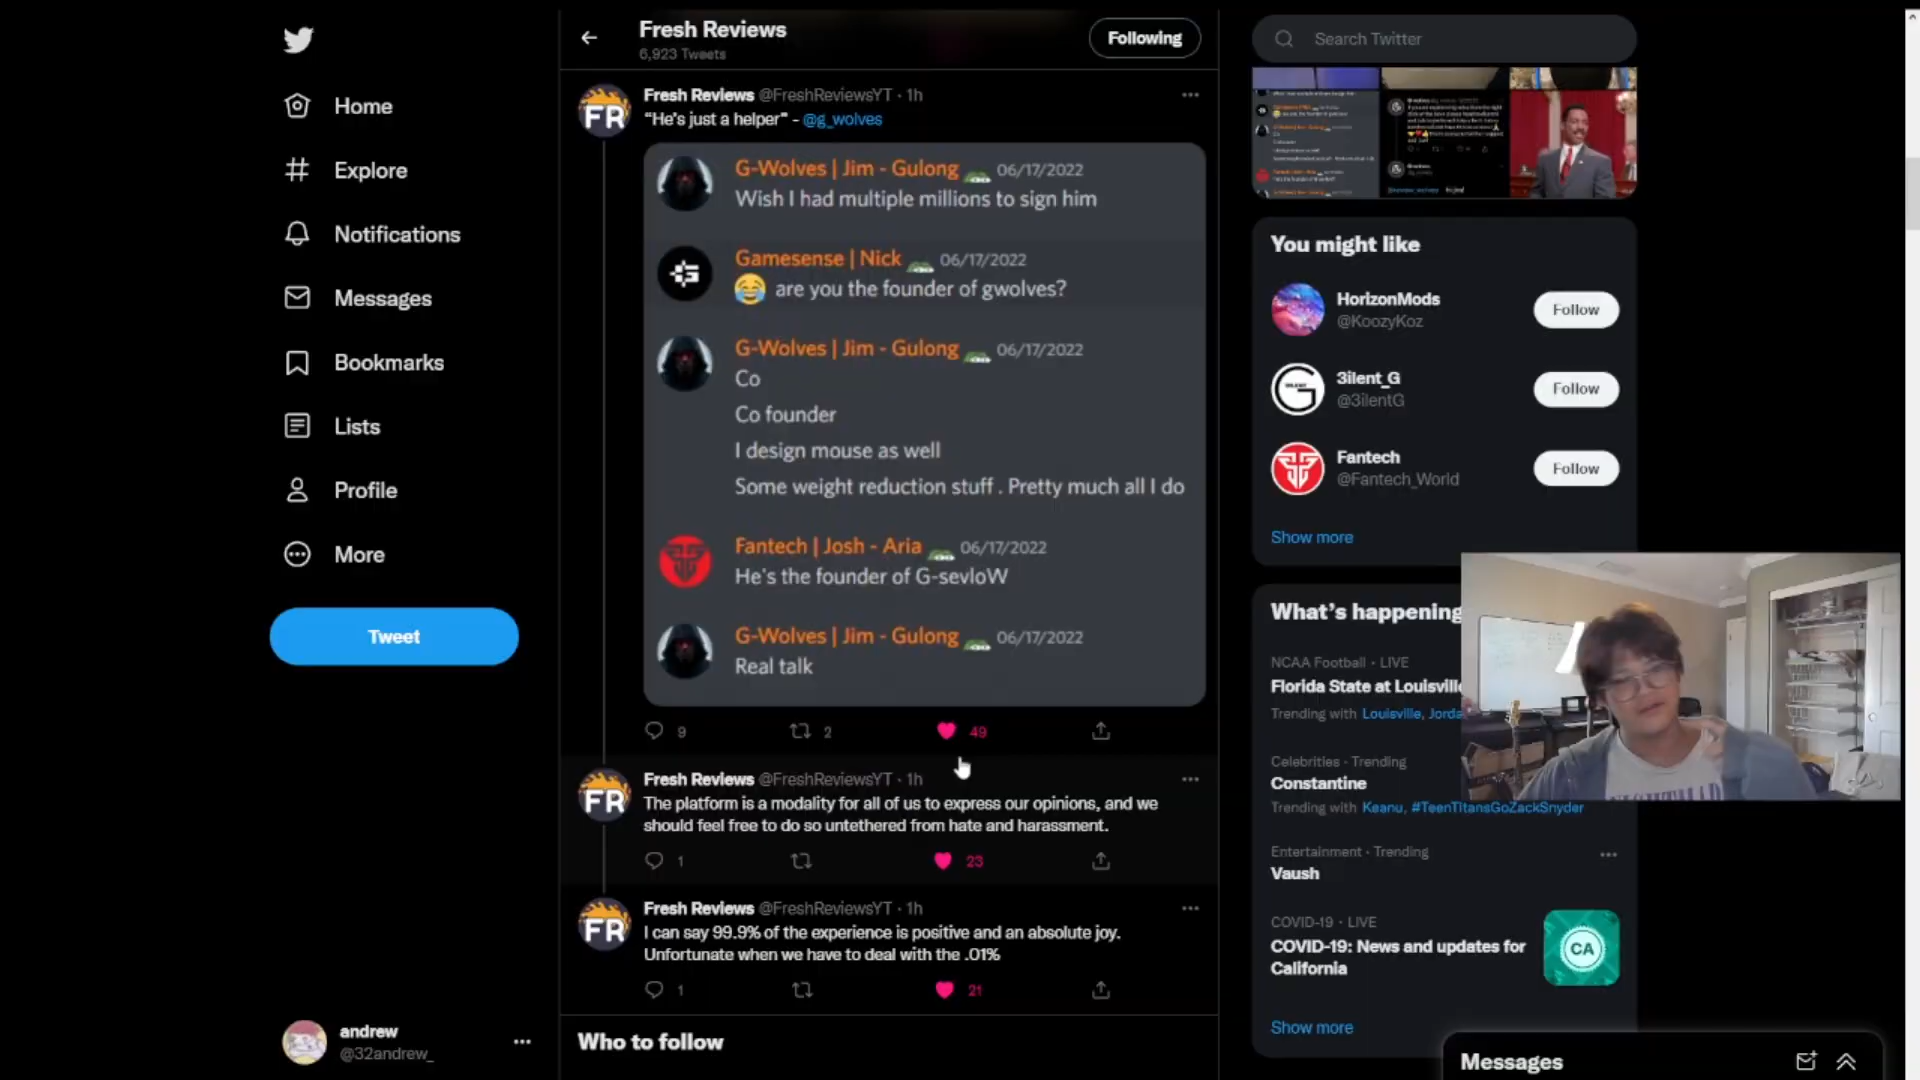 Home
Explore
Notifications
Messages
Bookmarks
Lists
Profile
More
Tweet
andrew
@32andrew_
Fresh Reviews
6,923 Tweets
Following
FR
Fresh Reviews @FreshReviewsYT · 1h
“He's just a helper” - @g_wolves
G-Wolves | Jim - Gulong 06/17/2022
Wish I had multiple millions to sign him
Gamesense | Nick 06/17/2022
😂 are you the founder of gwolves?
G-Wolves | Jim - Gulong 06/17/2022
Co
Co founder
I design mouse as well
Some weight reduction stuff . Pretty much all I do
Fantech | Josh - Aria 06/17/2022
He's the founder of G-sevloW
G-Wolves | Jim - Gulong 06/17/2022
Real talk
9 2 49
FR
Fresh Reviews @FreshReviewsYT · 1h
The platform is a modality for all of us to express our opinions, and we
should feel free to do so untethered from hate and harassment.
1 23
FR
Fresh Reviews @FreshReviewsYT · 1h
I can say 99.9% of the experience is positive and an absolute joy.
Unfortunate when we have to deal with the .01%
1 21
Who to follow
Search Twitter
You might like
HorizonMods
@KoozyKoz
Follow
3ilent_G
@3ilentG
Follow
Fantech
@Fantech_World
Follow
Show more
What's happening
NCAA Football · LIVE
Florida State at Louisville
Trending with Louisville, Jorda
Celebrities · Trending
Constantine
Trending with Keanu, #TeenTitansGoZackSnyder
Entertainment · Trending
Vaush
COVID-19 · LIVE
COVID-19: News and updates for
California
CA
Show more
Messages